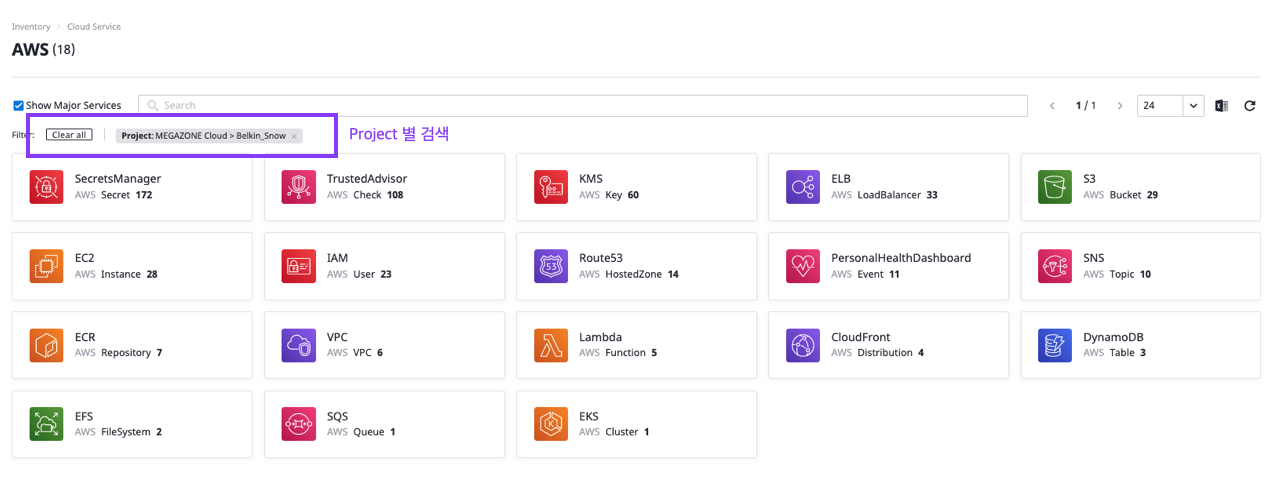 Inventory > Cloud Service
AWS (18)
Show Major Services Search 1 / 1 24
Filter: Clear all Project: MEGAZONE Cloud > Belkin_Snow × Project 별 검색
SecretsManager
AWS Secret 172
TrustedAdvisor
AWS Check 108
KMS
AWS Key 60
ELB
AWS LoadBalancer 33
S3
AWS Bucket 29
EC2
AWS Instance 28
IAM
AWS User 23
53
Route53
AWS HostedZone 14
PersonalHealthDashboard
AWS Event 11
SNS
AWS Topic 10
ECR
AWS Repository 7
VPC
AWS VPC 6
Lambda
AWS Function 5
CloudFront
AWS Distribution 4
DynamoDB
AWS Table 3
EFS
AWS FileSystem 2
SQS
AWS Queue 1
K
EKS
AWS Cluster 1